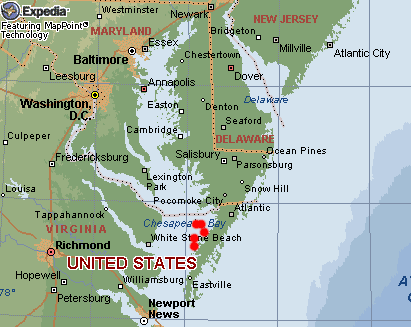 Expedia
Featuring MapPoint
Technology
Westminster
Newark
NEW JERSEY
MARYLAND
Essex
Bridgeton
Millville
Atlantic City
Baltimore
Chestertown
Leesburg
Annapolis
Dover
Washington,
D.C.
Easton
Denton
Delaware
Seaford
Culpeper
Cambridge
DELAWARE
Fredericksburg
Salisbury
Ocean Pines
Parsonsburg
Lexington
Park
Snow Hill
Louisa
Pocomoke City
Tappahannock
Atlantic
Chesapeake Bay
VIRGINIA
White Stone Beach
Richmond
UNITED STATES
Hopewell
Williamsburg
Eastville
78°
Petersburg
Newport
News